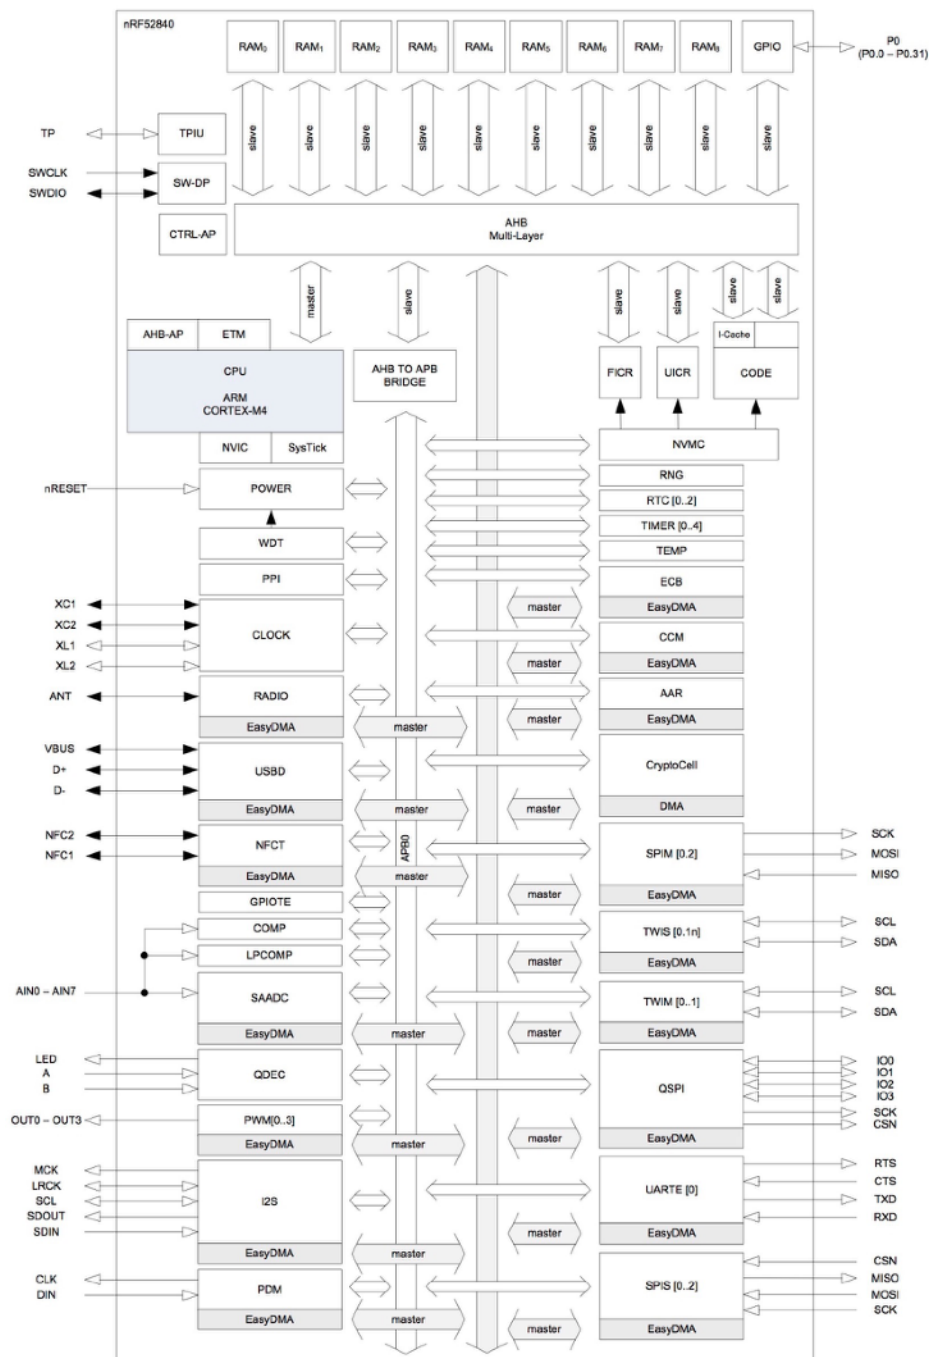 nRF52840
RAM0 RAM1 RAM2 RAM3 RAM4 RAM5 RAM6 RAM7 RAM8 GPIO
P0
(P0.0 – P0.31)
slave slave slave slave slave slave slave slave slave slave
TP TPIU
SWCLK
SW-DP
SWDIO
CTRL-AP
AHB
Multi-Layer
master slave slave slave slave slave
AHB-AP ETM
I-Cache
CPU
ARM
CORTEX-M4
AHB TO APB
BRIDGE
FICR UICR CODE
NVIC SysTick
NVMC
nRESET POWER
RNG
RTC [0..2]
WDT
TIMER [0..4]
TEMP
PPI
ECB
master EasyDMA
XC1
XC2
XL1
XL2
CLOCK
CCM
master EasyDMA
ANT RADIO
AAR
EasyDMA master
master EasyDMA
VBUS
D+
D-
USBD
CryptoCell
EasyDMA master
master DMA
NFC2
NFC1
NFCT
APB0
EasyDMA master
SPIM [0.2]
SCK
MOSI
MISO
master EasyDMA
GPIOTE
COMP
LPCOMP
TWIS [0.1n]
SCL
SDA
master EasyDMA
AIN0 – AIN7 SAADC
EasyDMA master
TWIM [0..1]
SCL
SDA
master EasyDMA
LED
A
B
QDEC
QSPI
IO0
IO1
IO2
IO3
SCK
CSN
OUT0 – OUT3 PWM[0..3]
EasyDMA master
master EasyDMA
MCK
LRCK
SCL
SDOUT
SDIN
I2S
EasyDMA master
UARTE [0]
RTS
CTS
TXD
RXD
master EasyDMA
CLK
DIN
PDM
EasyDMA master
SPIS [0..2]
CSN
MISO
MOSI
SCK
master EasyDMA